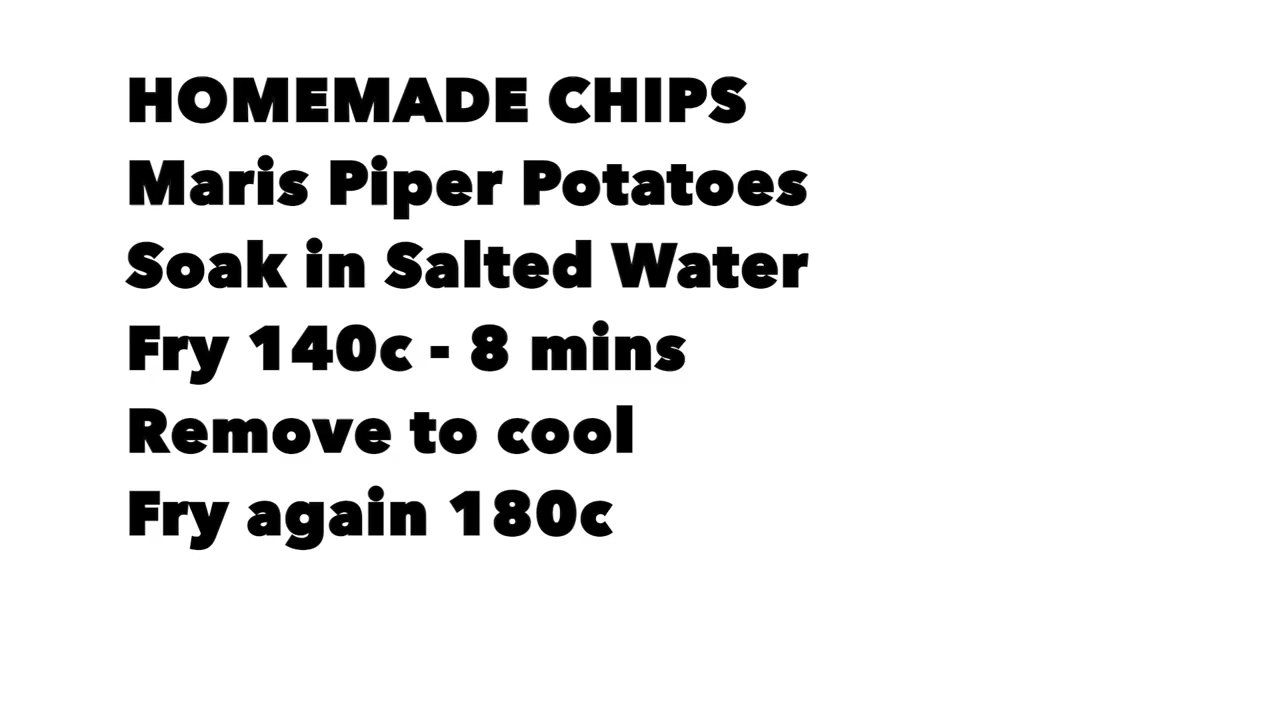 HOMEMADE CHIPS
Maris Piper Potatoes
Soak in Salted Water
Fry 140c - 8 mins
Remove to cool
Fry again 180c